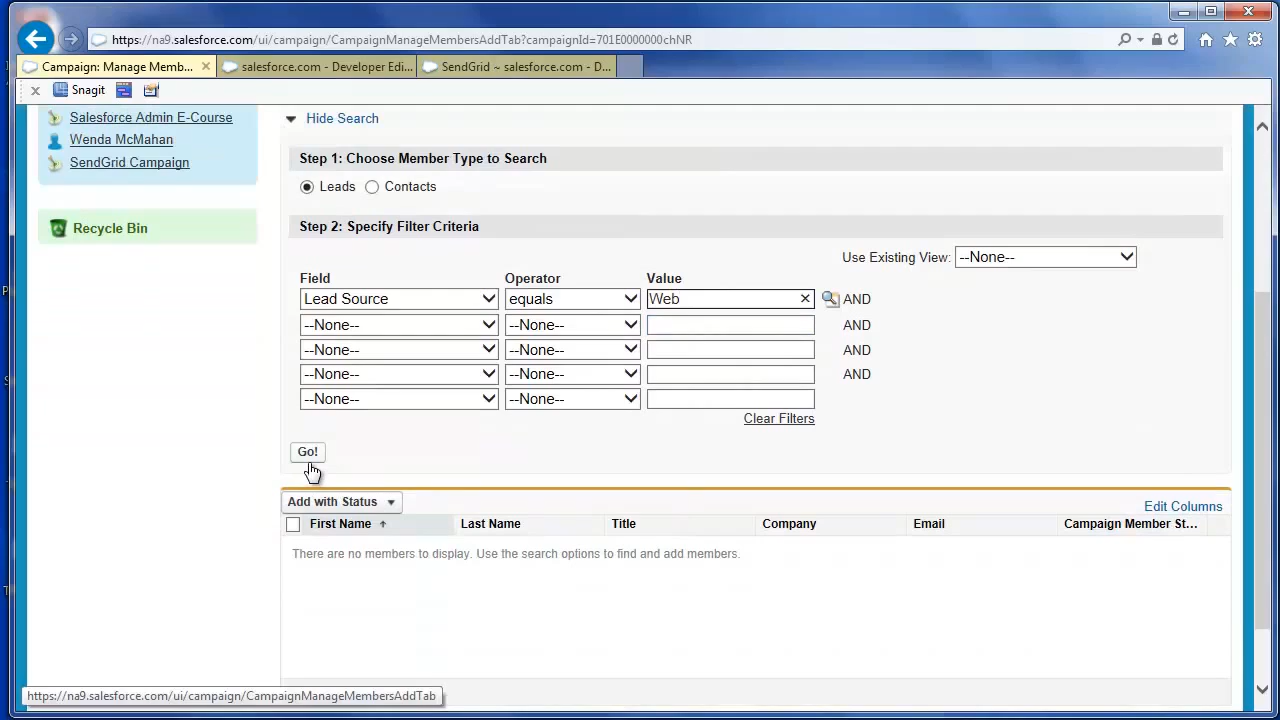 https://na9.salesforce.com/ui/campaign/CampaignManageMembersAddTab?campaignId=701E0000000chNR
Campaign: Manage Memb... salesforce.com - Developer Edi... SendGrid ~ salesforce.com - D...
x Snagit
Salesforce Admin E-Course
Wenda McMahan
SendGrid Campaign
Recycle Bin
Hide Search
Step 1: Choose Member Type to Search
Leads Contacts
Step 2: Specify Filter Criteria
Use Existing View: --None--
Field Operator Value
Lead Source equals Web AND
--None-- --None-- AND
--None-- --None-- AND
--None-- --None-- AND
--None-- --None--
Clear Filters
Go!
Add with Status
Edit Columns
First Name Last Name Title Company Email Campaign Member St...
There are no members to display. Use the search options to find and add members.
https://na9.salesforce.com/ui/campaign/CampaignManageMembersAddTab